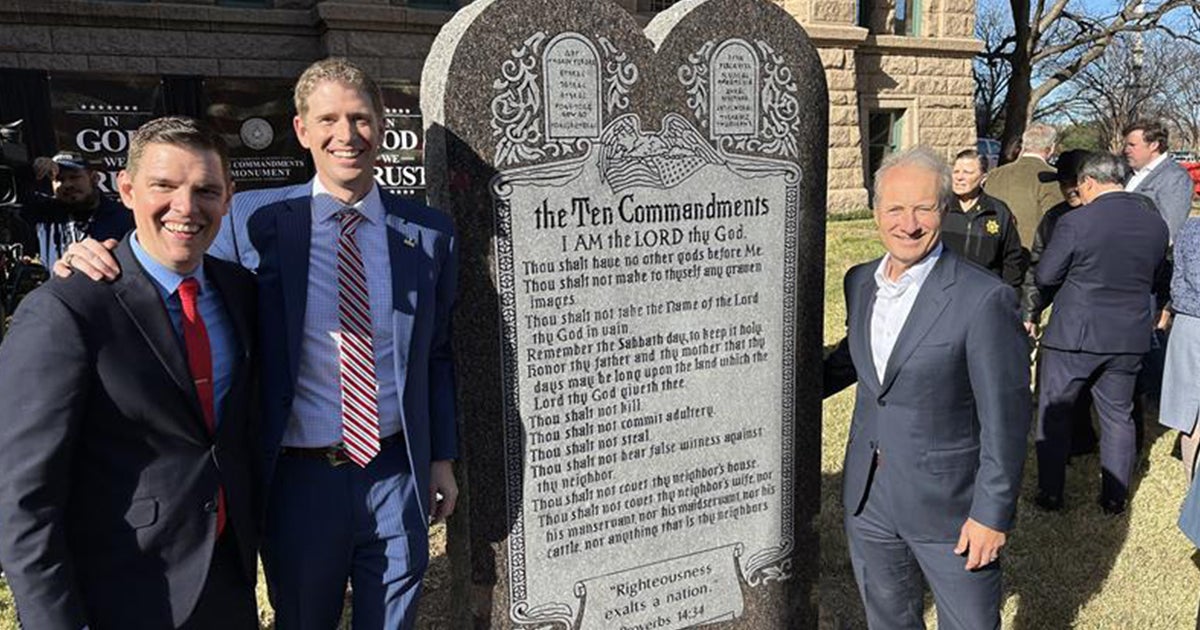 IN
GOD
WE
COMMANDMENTS
MONUMENT
OD
WE
RUST
the Ten Commandments
I AM the LORD thy God.
Thou shalt have no other gods before Me.
Thou shalt not make to thyself any graven
images.
Thou shalt not take the Name of the Lord
thy God in vain.
Remember the Sabbath day, to keep it holy.
Honor thy father and thy mother that thy
days may be long upon the land which the
Lord thy God giveth thee.
Thou shalt not kill.
Thou shalt not commit adultery.
Thou shalt not steal.
Thou shalt not bear false witness against
thy neighbor.
Thou shalt not covet thy neighbor's house.
Thou shalt not covet thy neighbor's wife, nor
his manservant, nor his maidservant, nor his
cattle, nor anything that is thy neighbors
"Righteousness
exalts a nation."
Proverbs 14:34